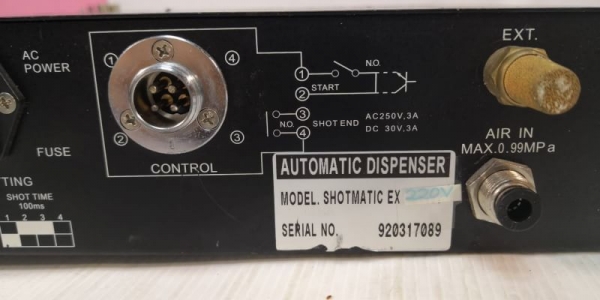 AC
POWER
FUSE
TTING
SHOT TIME
100ms
1 2 3 4
1 4
2 3
CONTROL
1 N.O.
2 START
3 SHOT END AC250V,3A
N.O. 4 DC 30V,3A
EXT.
AIR IN
MAX.0.99MPa
AUTOMATIC DISPENSER
MODEL. SHOTMATIC EX 220V
SERIAL NO. 920317089